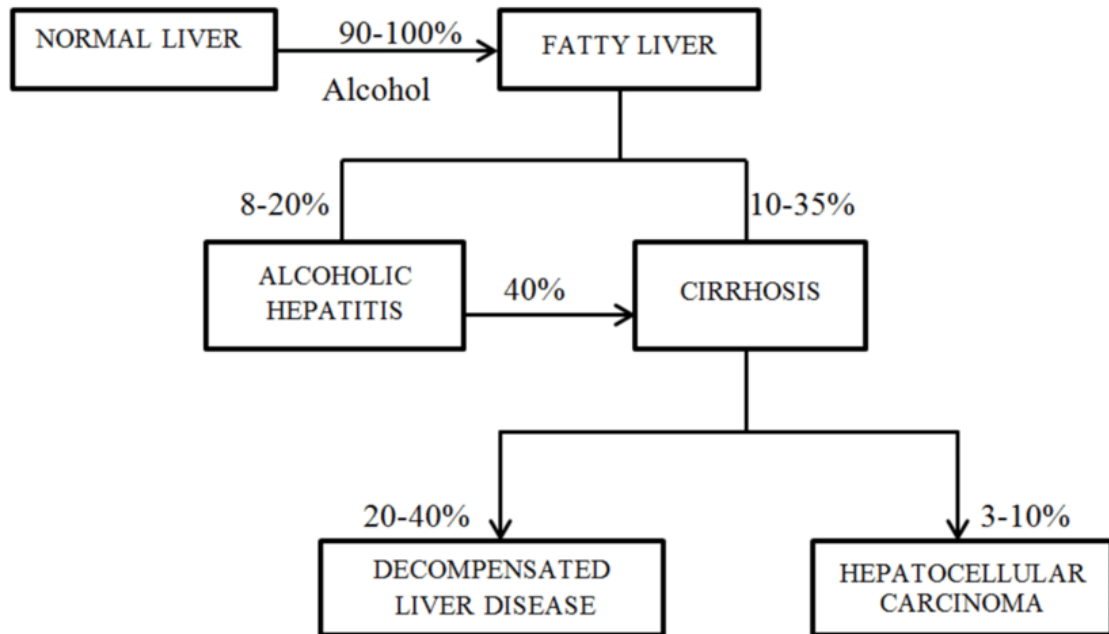 NORMAL LIVER
90-100%
Alcohol
FATTY LIVER
8-20%
10-35%
ALCOHOLIC
HEPATITIS
40%
CIRRHOSIS
20-40%
3-10%
DECOMPENSATED
LIVER DISEASE
HEPATOCELLULAR
CARCINOMA